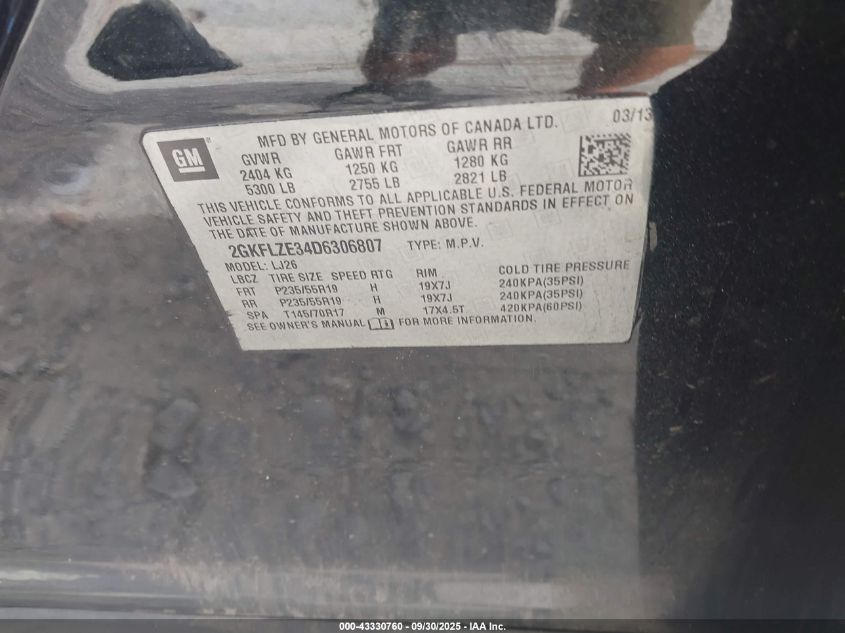 MFD BY GENERAL MOTORS OF CANADA LTD. 03/13
GM
GVWR GAWR FRT GAWR RR
2404 KG 1250 KG 1280 KG
5300 LB 2755 LB 2821 LB
THIS VEHICLE CONFORMS TO ALL APPLICABLE U.S. FEDERAL MOTOR
VEHICLE SAFETY AND THEFT PREVENTION STANDARDS IN EFFECT ON
THE DATE OF MANUFACTURE SHOWN ABOVE.
2GKFLZE34D6306807 TYPE: M.P.V.
MODEL: LJ26
LBCZ TIRE SIZE SPEED RTG RIM COLD TIRE PRESSURE
FRT P235/55R19 H 19X7J 240KPA(35PSI)
RR P235/55R19 H 19X7J 240KPA(35PSI)
SPA T145/70R17 M 17X4.5T 420KPA(60PSI)
SEE OWNER'S MANUAL FOR MORE INFORMATION.
000-43330760 - 09/30/2025 - IAA Inc.